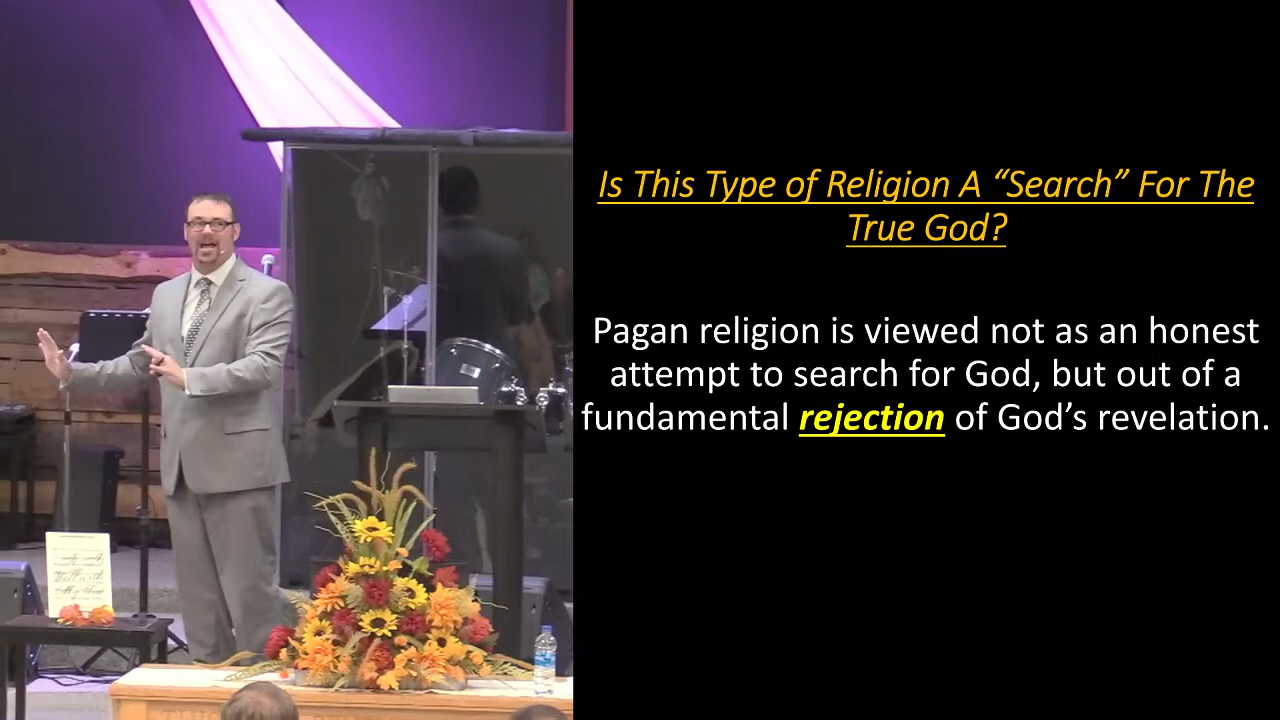 Is This Type of Religion A “Search” For The
True God?
Pagan religion is viewed not as an honest
attempt to search for God, but out of a
fundamental rejection of God’s revelation.